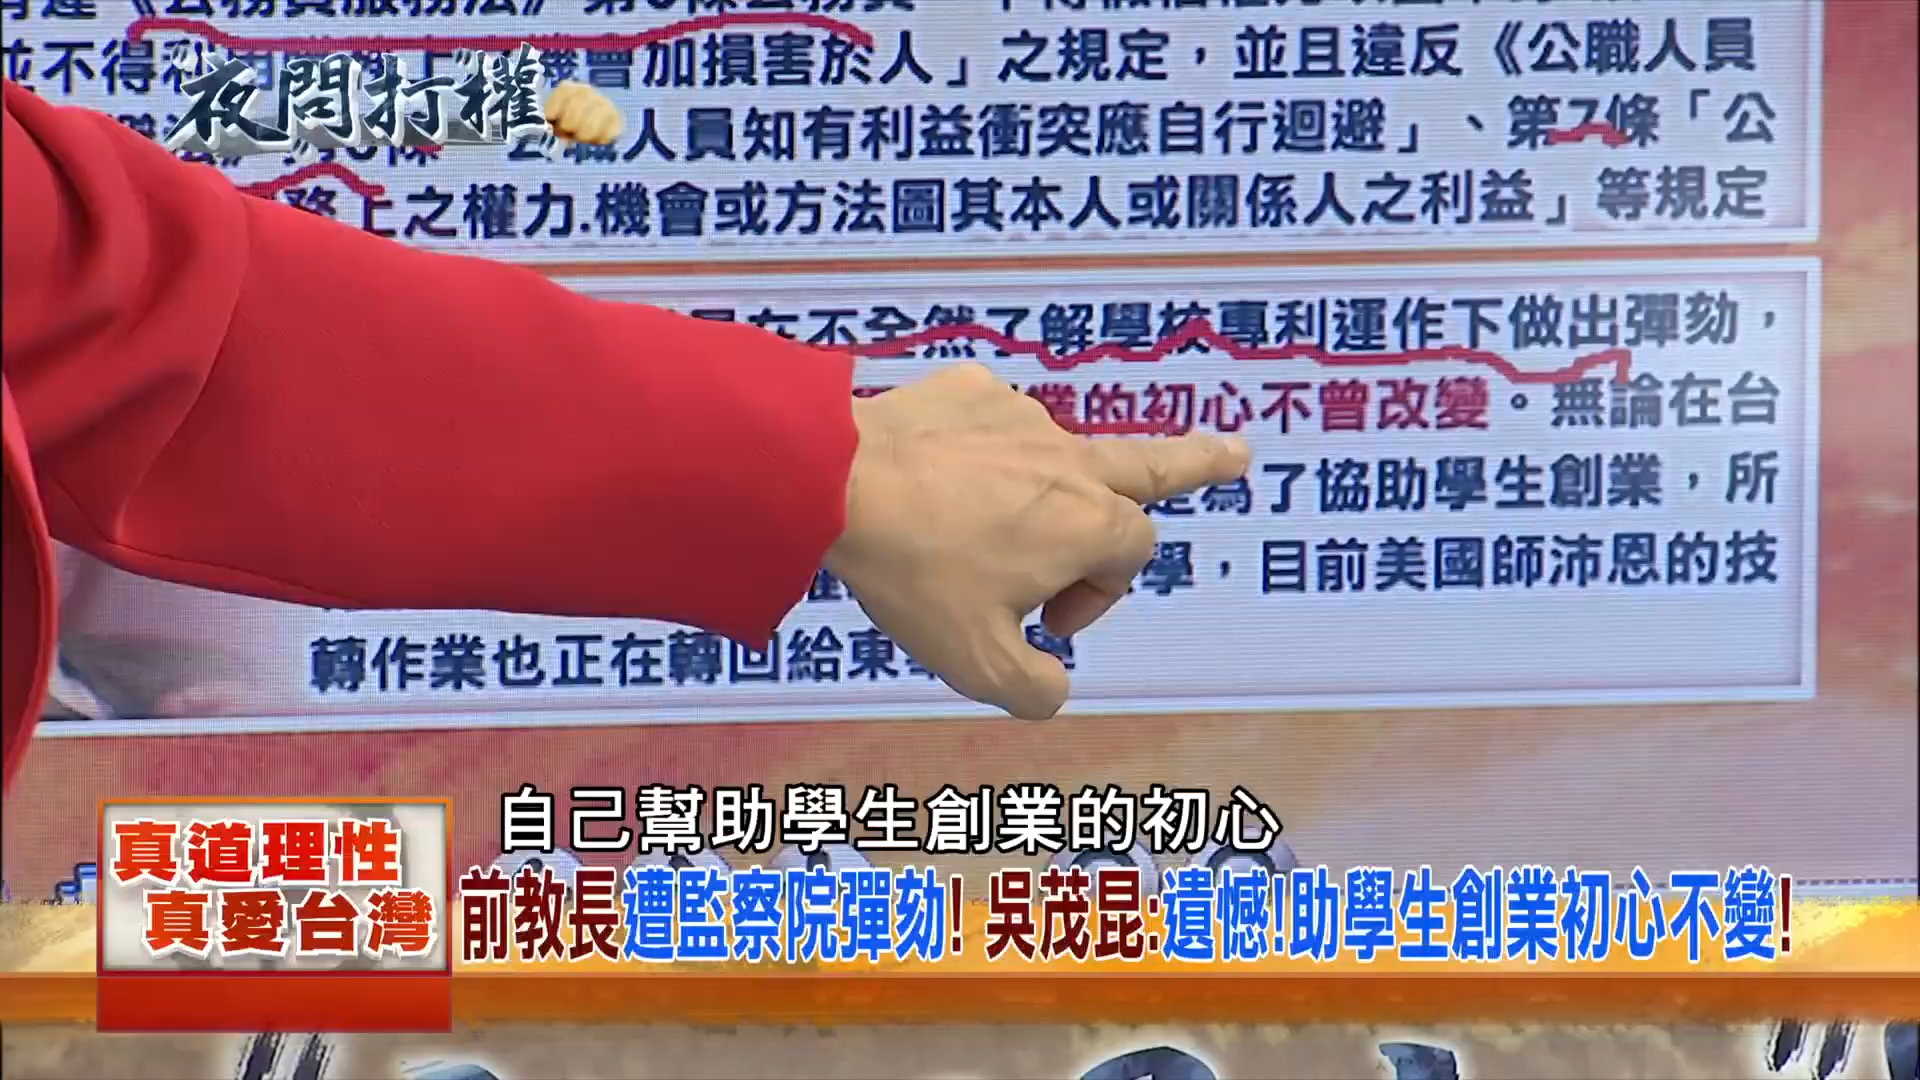 並不得利用職務上之機會加損害於人」之規定，並且違反《公職人員
人員知有利益衝突應自行迴避」、第7條「公
務上之權力.機會或方法圖其本人或關係人之利益」等規定
在不全然了解學校專利運作下做出彈劾，
業的初心不曾改變。無論在台
是為了協助學生創業，所
學，目前美國師沛恩的技
轉作業也正在轉回給東華大學
夜問打權
自己幫助學生創業的初心
真道理性
真愛台灣
前教長遭監察院彈劾! 吳茂昆:遺憾!助學生創業初心不變!